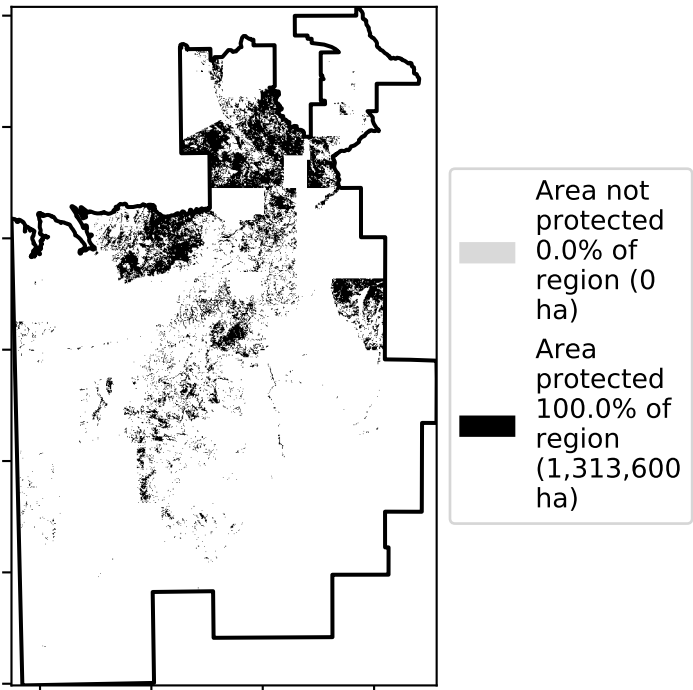 Area not
protected
0.0% of
region (0
ha)
Area
protected
100.0% of
region
(1,313,600
ha)